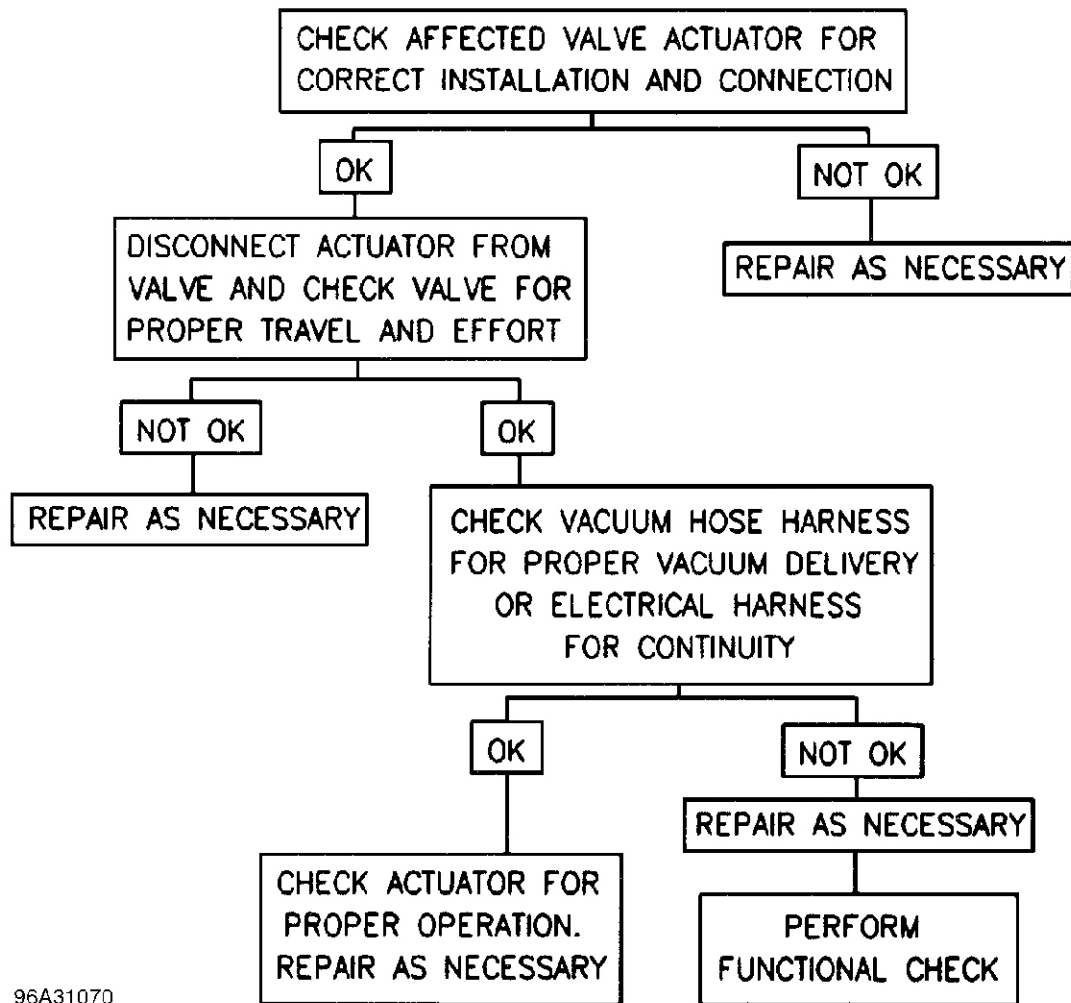 CHECK AFFECTED VALVE ACTUATOR FOR
CORRECT INSTALLATION AND CONNECTION
OK
NOT OK
DISCONNECT ACTUATOR FROM
VALVE AND CHECK VALVE FOR
PROPER TRAVEL AND EFFORT
REPAIR AS NECESSARY
NOT OK
OK
REPAIR AS NECESSARY
CHECK VACUUM HOSE HARNESS
FOR PROPER VACUUM DELIVERY
OR ELECTRICAL HARNESS
FOR CONTINUITY
OK
NOT OK
REPAIR AS NECESSARY
CHECK ACTUATOR FOR
PROPER OPERATION.
REPAIR AS NECESSARY
PERFORM
FUNCTIONAL CHECK
96A31070